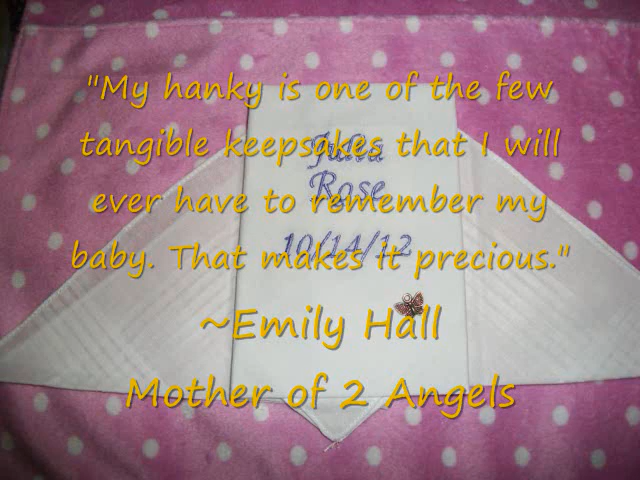 "My hanky is one of the few
tangible keepsakes that I will
ever have to remember my
baby. That makes it precious."
~Emily Hall
Mother of 2 Angels
Julia
Rose
10/14/12